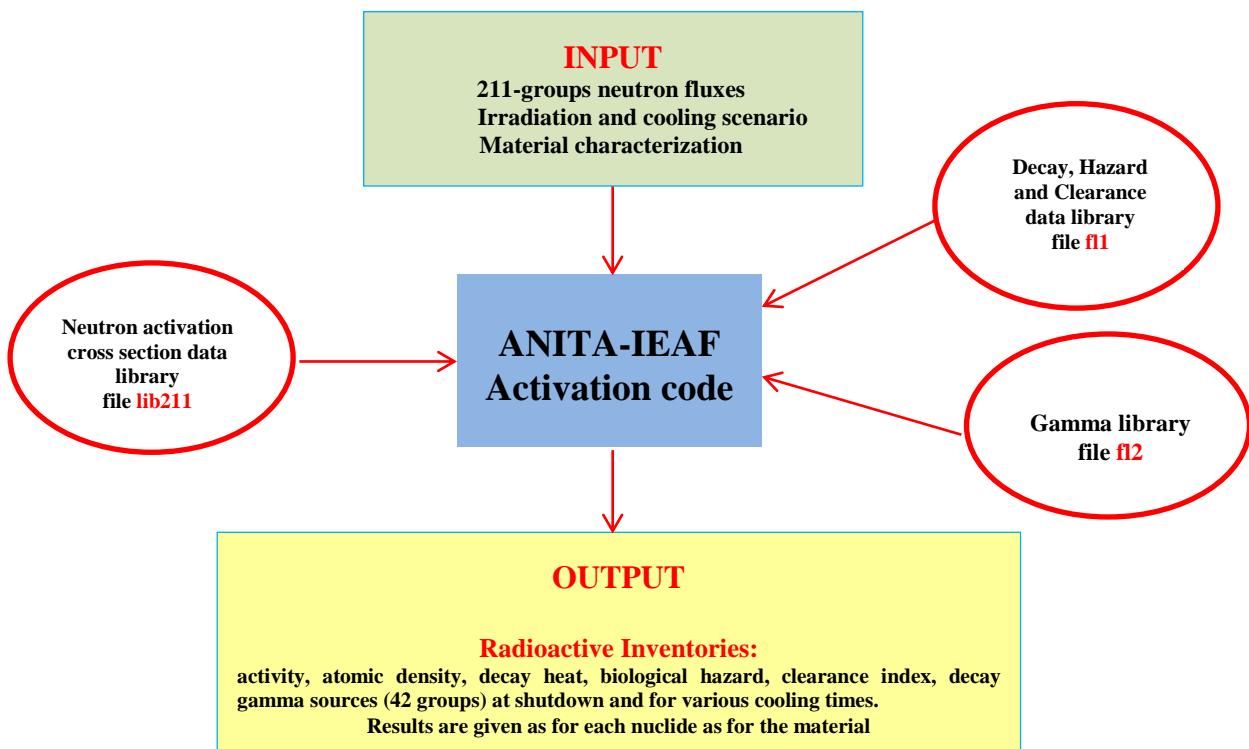 INPUT
211-groups neutron fluxes
Irradiation and cooling scenario
Material characterization
Decay, Hazard
and Clearance
data library
file fl1
Neutron activation
cross section data
library
file lib211
ANITA-IEAF
Activation code
Gamma library
file fl2
OUTPUT
Radioactive Inventories:
activity, atomic density, decay heat, biological hazard, clearance index, decay
gamma sources (42 groups) at shutdown and for various cooling times.
Results are given as for each nuclide as for the material